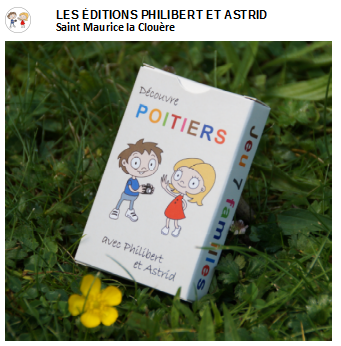 LES ÉDITIONS PHILIBERT ET ASTRID
Saint Maurice la Clouère
Découvre
POITIERS
avec Philibert
et Astrid
Jeu 7 familles